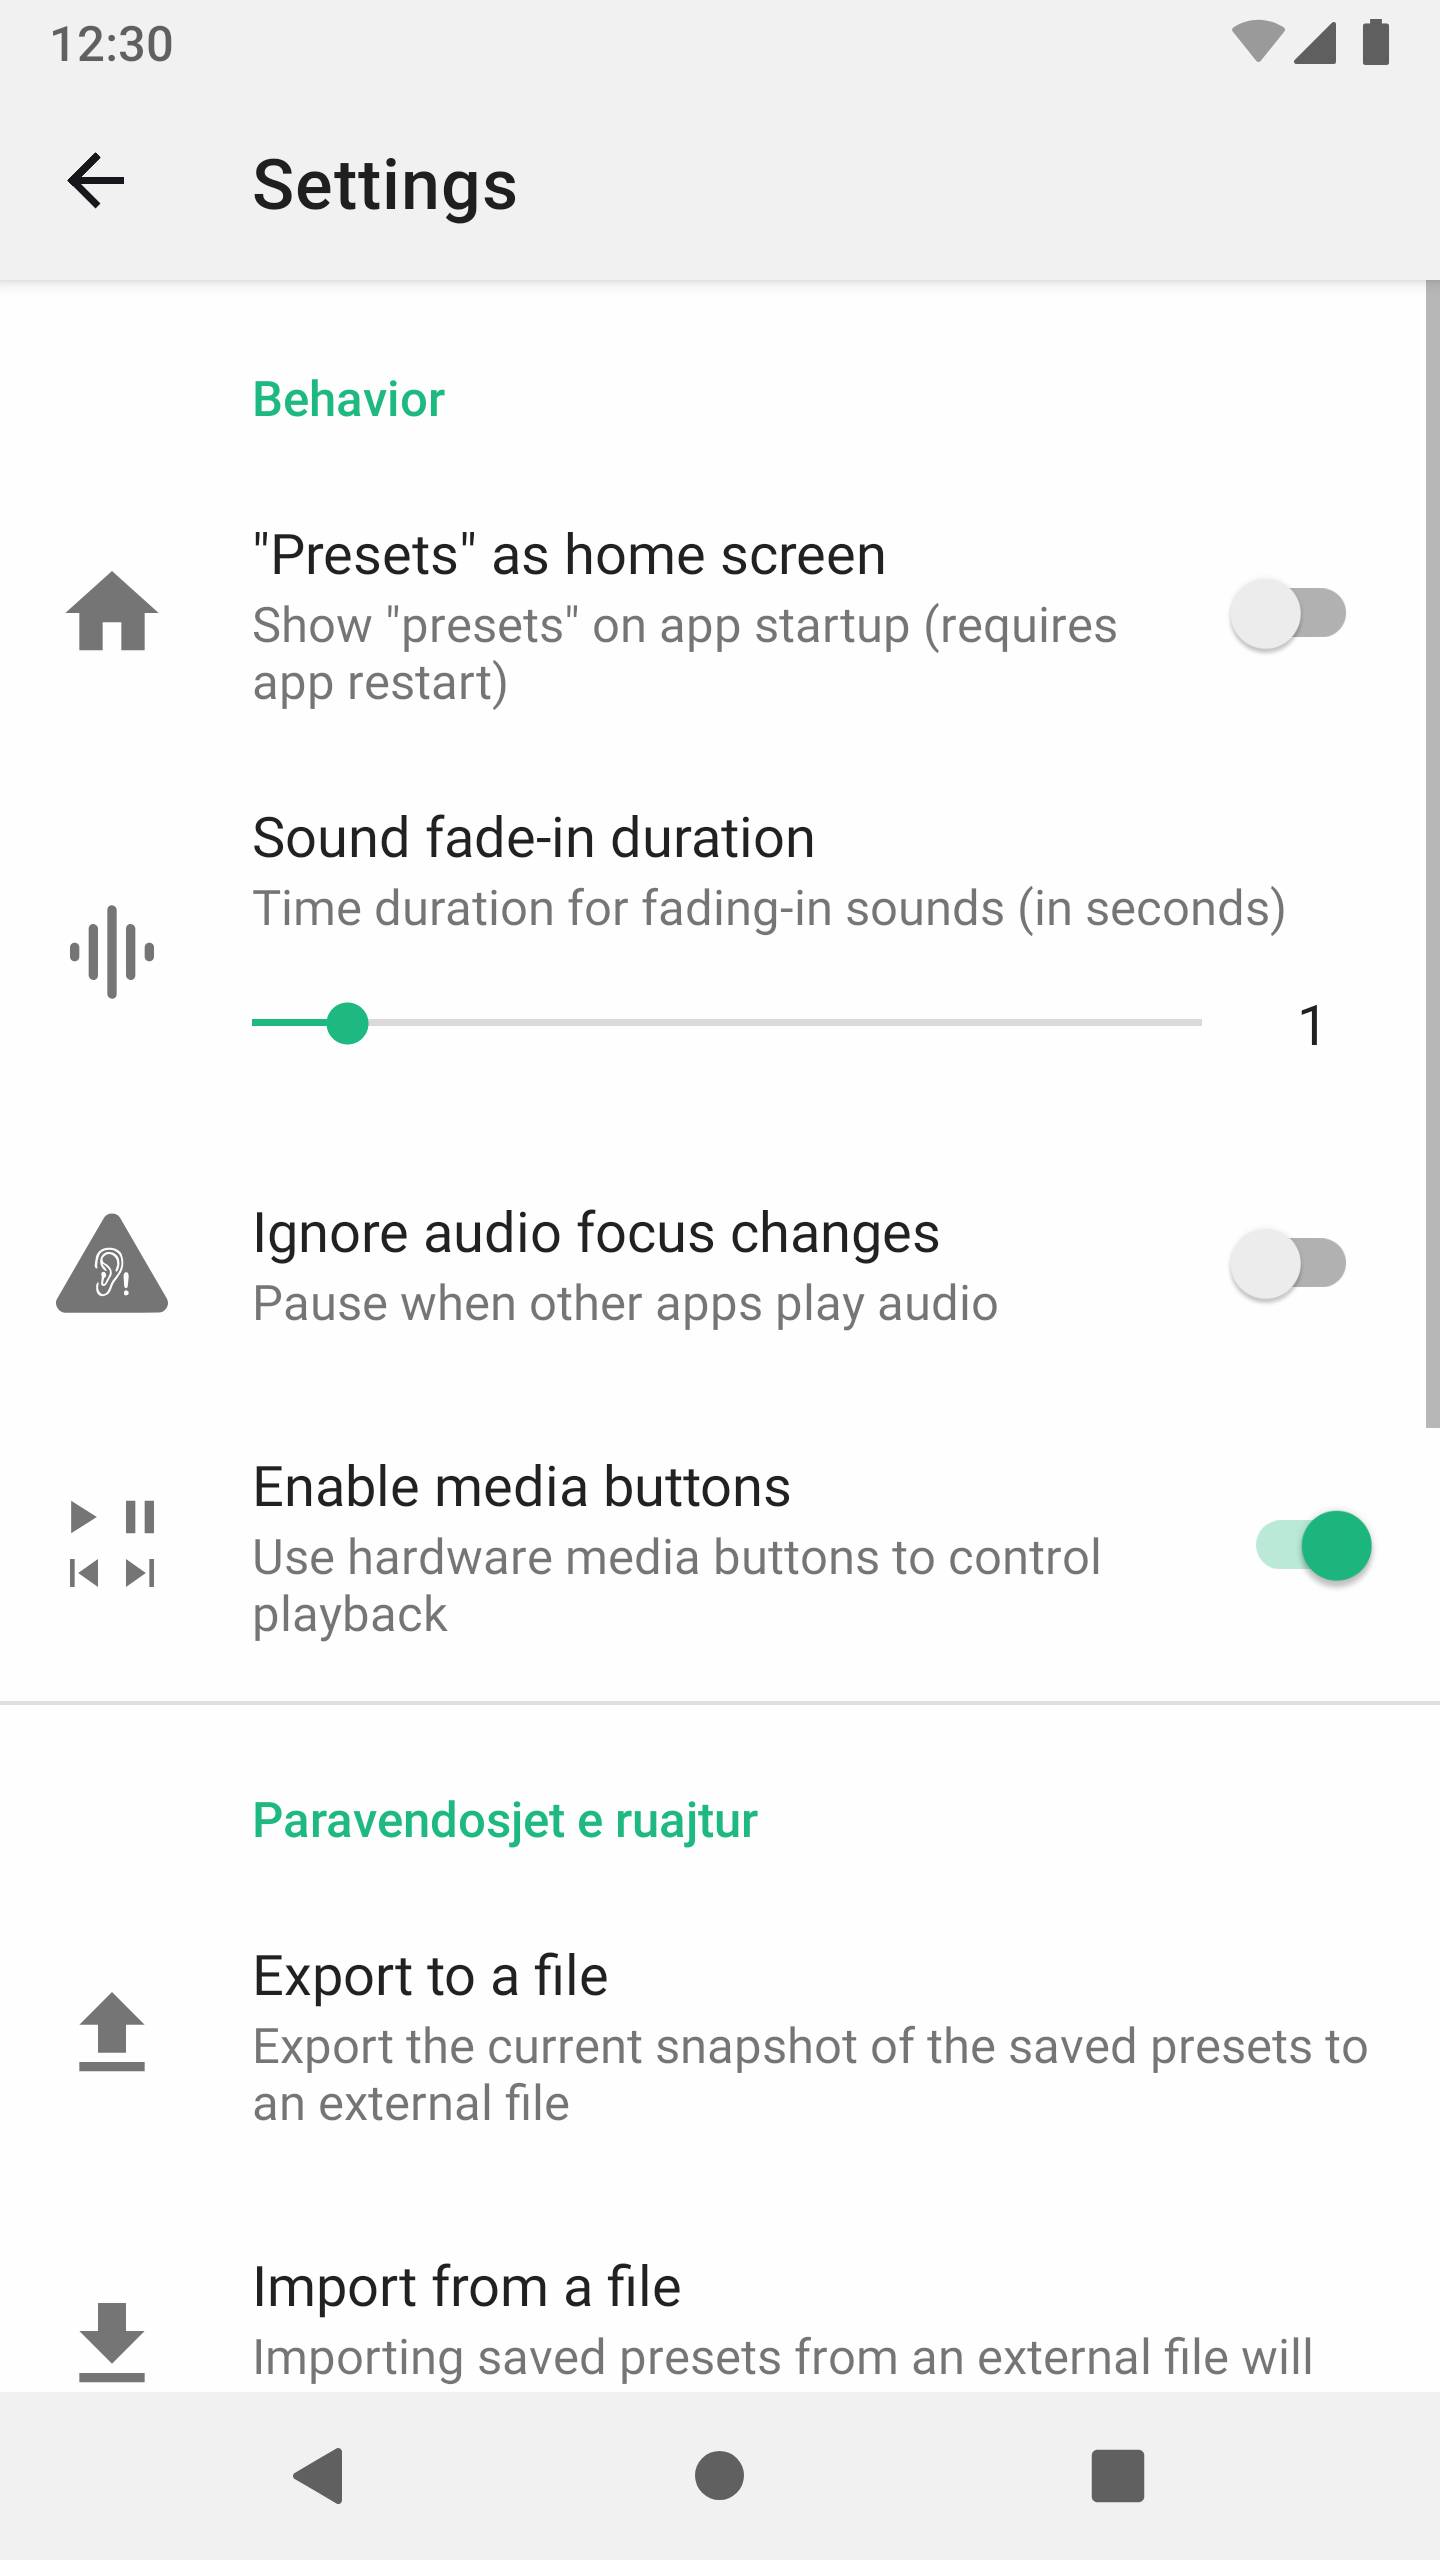 12:30
Settings
Behavior
"Presets" as home screen
Show "presets" on app startup (requires
app restart)
Sound fade-in duration
Time duration for fading-in sounds (in seconds)
1
Ignore audio focus changes
Pause when other apps play audio
Enable media buttons
Use hardware media buttons to control
playback
Paravendosjet e ruajtur
Export to a file
Export the current snapshot of the saved presets to
an external file
Import from a file
Importing saved presets from an external file will